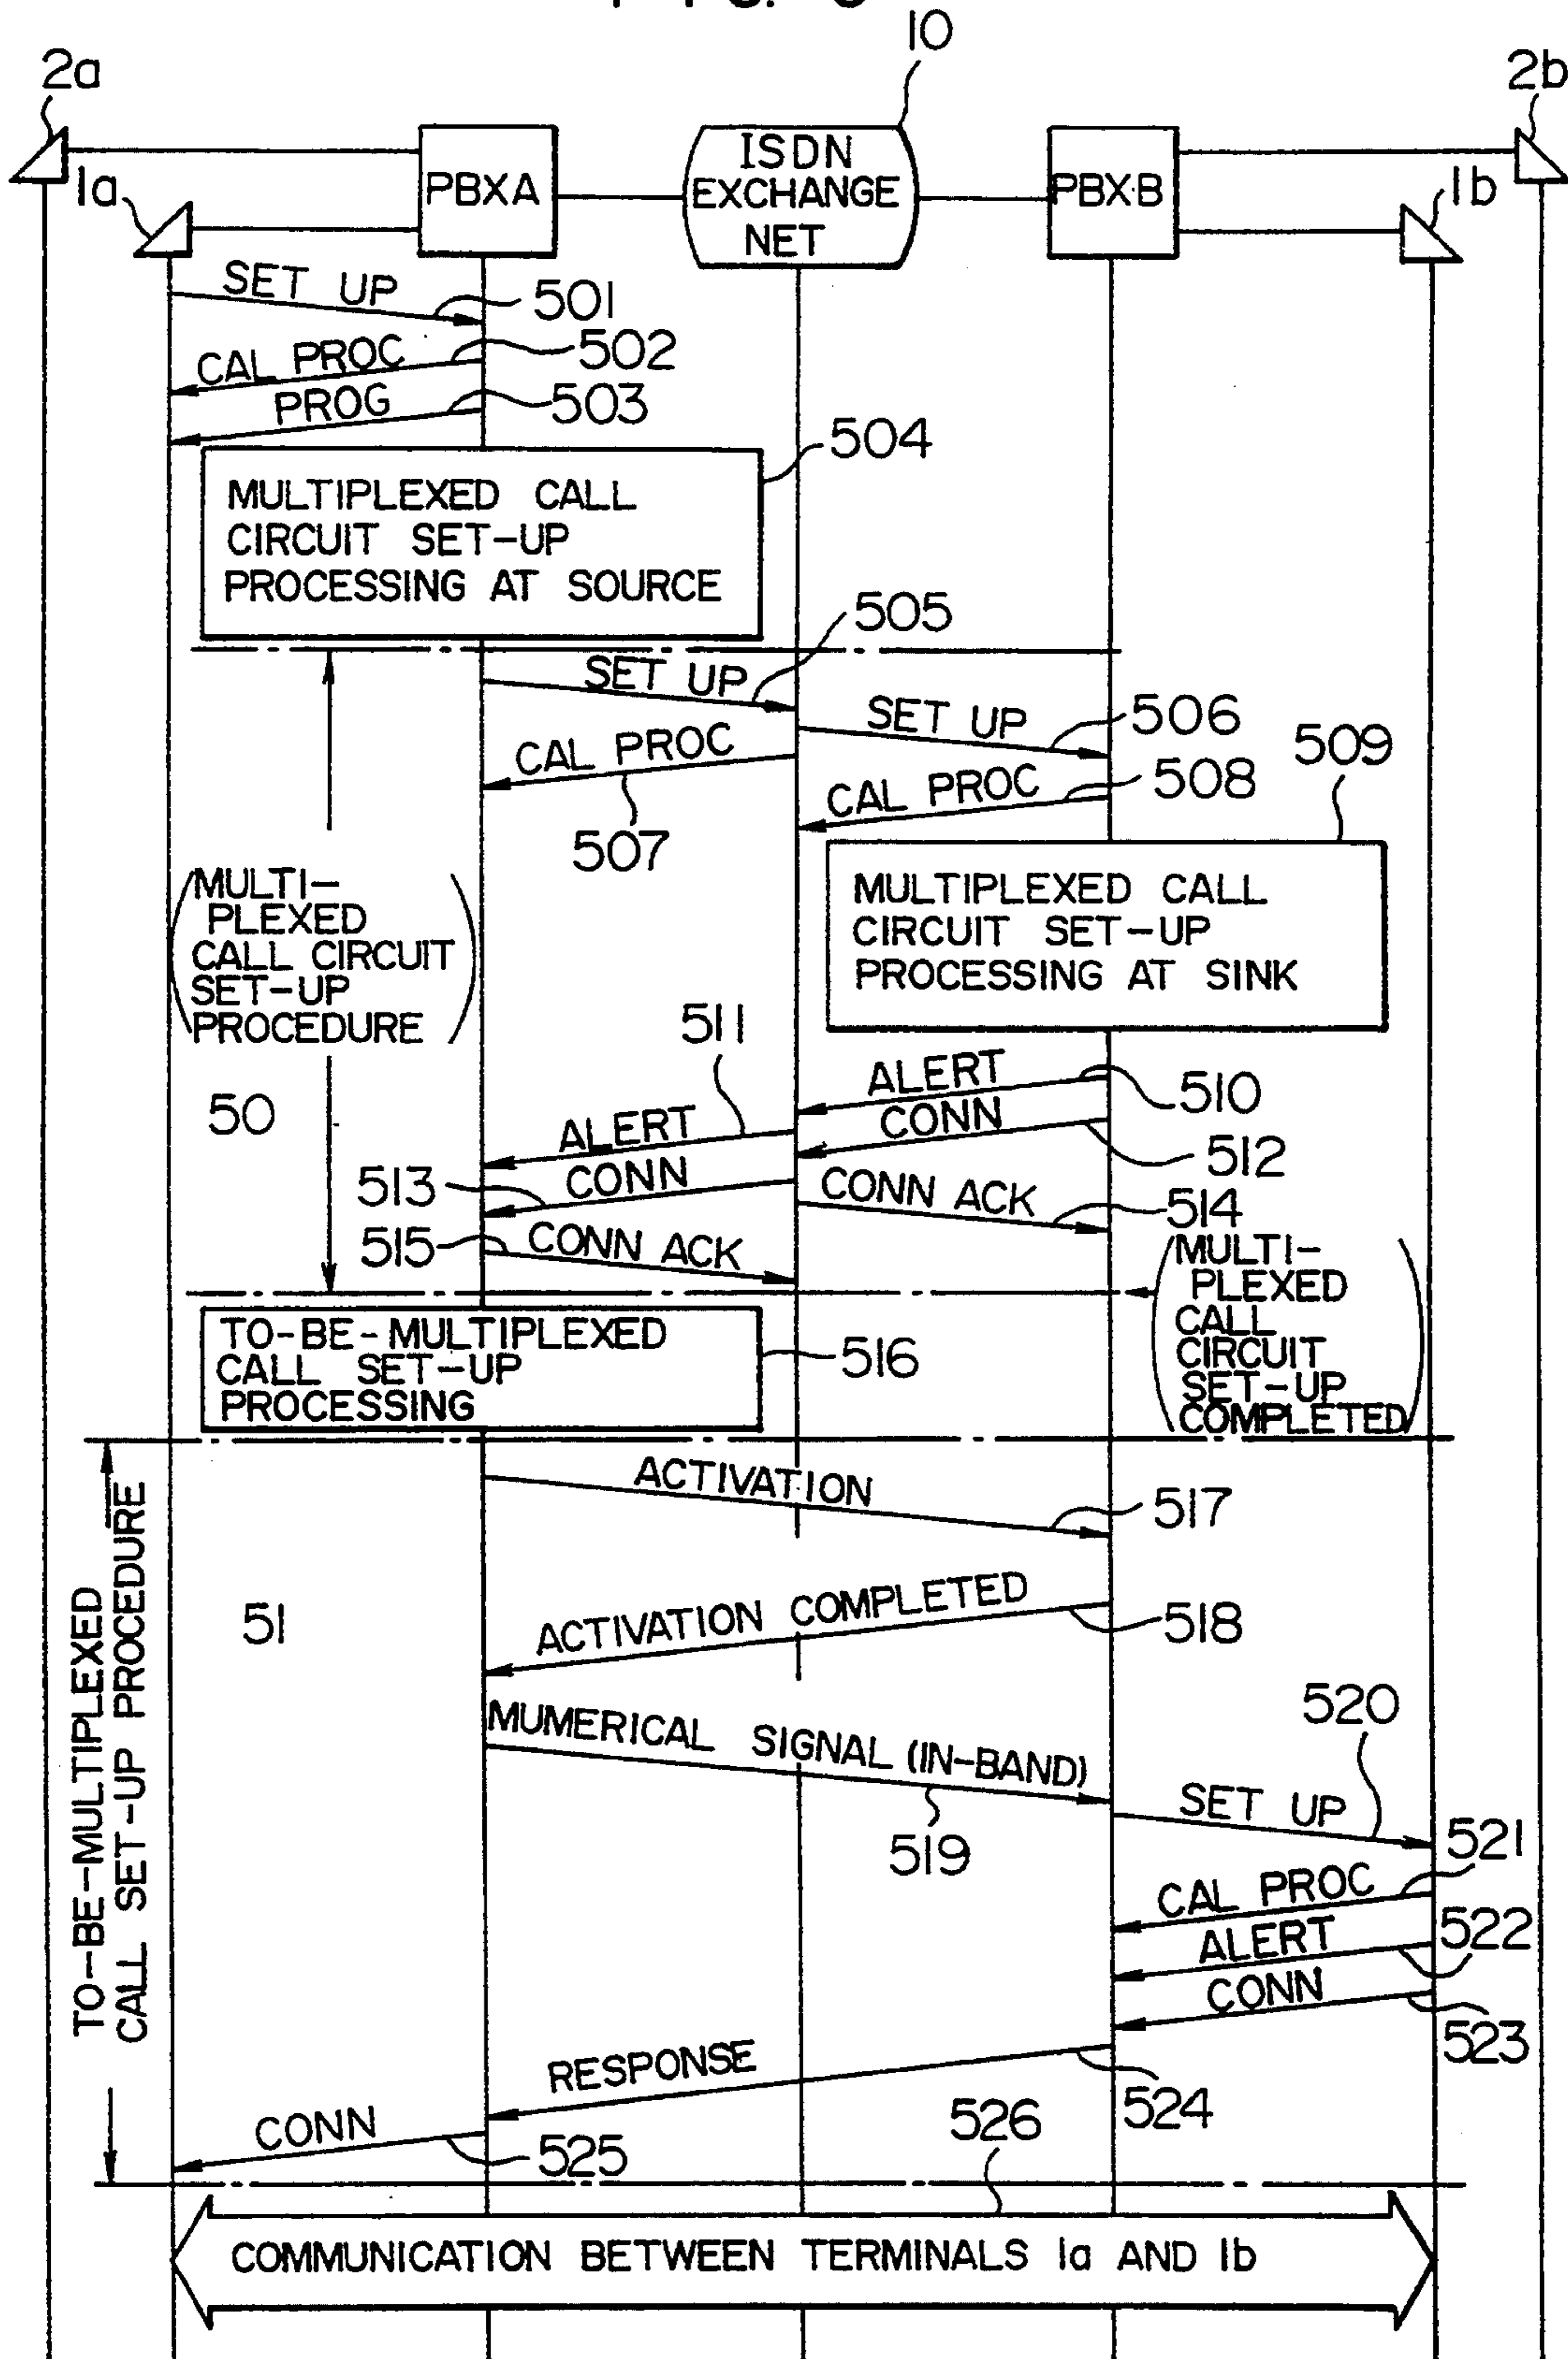 10
2a
2b
ISDN
EXCHANGE
NET
PBXA
PBX·B
1a
1b
SET UP
501
CAL PROC
502
PROG
503
504
MULTIPLEXED CALL
CIRCUIT SET-UP
PROCESSING AT SOURCE
505
SET UP
SET UP
506
509
CAL PROC
507
CAL PROC
508
MULTIPLEXED CALL
CIRCUIT SET-UP
PROCESSING AT SINK
(MULTI-
PLEXED
CALL CIRCUIT
SET-UP
PROCEDURE)
50
511
ALERT
510
ALERT
CONN
512
513
CONN
CONN ACK
514
515
CONN ACK
(MULTI-
PLEXED
CALL
CIRCUIT
SET-UP
COMPLETED)
TO-BE-MULTIPLEXED
CALL SET-UP
PROCESSING
516
ACTIVATION
517
TO-BE-MULTIPLEXED
CALL SET-UP PROCEDURE
51
ACTIVATION COMPLETED
518
MUMERICAL SIGNAL (IN-BAND)
519
520
SET UP
521
CAL PROC
522
ALERT
CONN
523
RESPONSE
524
CONN
525
526
COMMUNICATION BETWEEN TERMINALS 1a AND 1b